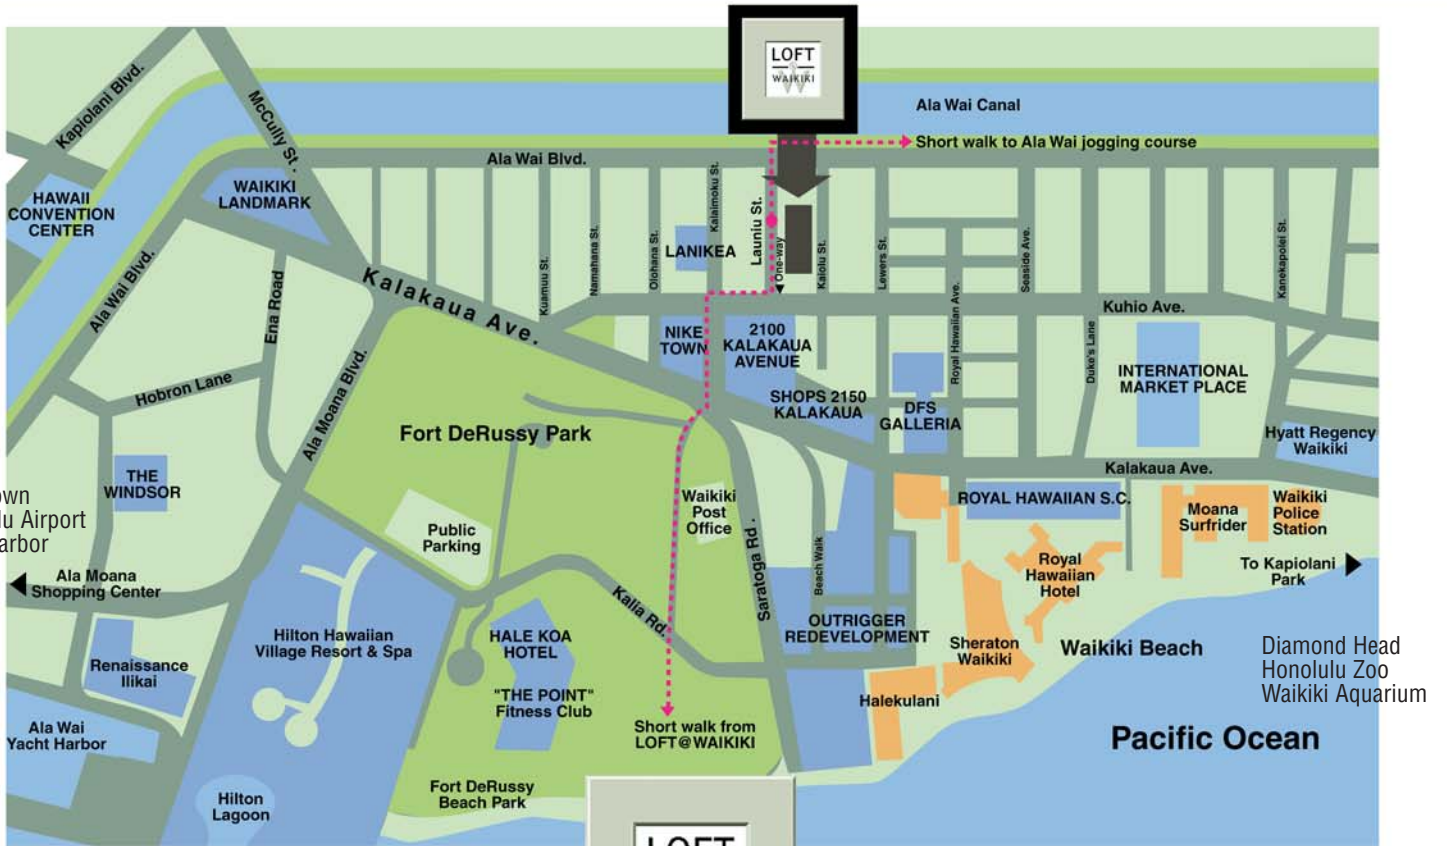 LOFT
WAIKIKI
Ala Wai Canal
Short walk to Ala Wai jogging course
Kapiolani Blvd.
McCully St.
Ala Wai Blvd.
HAWAII
CONVENTION
CENTER
WAIKIKI
LANDMARK
Ala Wai Blvd.
Ena Road
Kalakaua Ave.
Kuamuu St.
Namahana St.
Olohana St.
Kalaimoku St.
LANIKEA
Launiu St.
One-way
Kaiolu St.
Lewers St.
Royal Hawaiian Ave.
Seaside Ave.
Kanekapolei St.
Kuhio Ave.
Duke's Lane
NIKE
TOWN
2100
KALAKAUA
AVENUE
SHOPS 2150
KALAKAUA
DFS
GALLERIA
INTERNATIONAL
MARKET PLACE
Hyatt Regency
Waikiki
Hobron Lane
Ala Moana Blvd.
Fort DeRussy Park
Kalakaua Ave.
THE
WINDSOR
Public
Parking
Waikiki
Post
Office
Saratoga Rd.
Beach Walk
ROYAL HAWAIIAN S.C.
Moana
Surfrider
Waikiki
Police
Station
own
lu Airport
arbor
Ala Moana
Shopping Center
Royal
Hawaiian
Hotel
To Kapiolani
Park
Kalia Rd.
OUTRIGGER
REDEVELOPMENT
Hilton Hawaiian
Village Resort & Spa
HALE KOA
HOTEL
"THE POINT"
Fitness Club
Sheraton
Waikiki
Waikiki Beach
Diamond Head
Honolulu Zoo
Waikiki Aquarium
Renaissance
Ilikai
Halekulani
Ala Wai
Yacht Harbor
Short walk from
LOFT@WAIKIKI
Pacific Ocean
Hilton
Lagoon
Fort DeRussy
Beach Park
LOFT